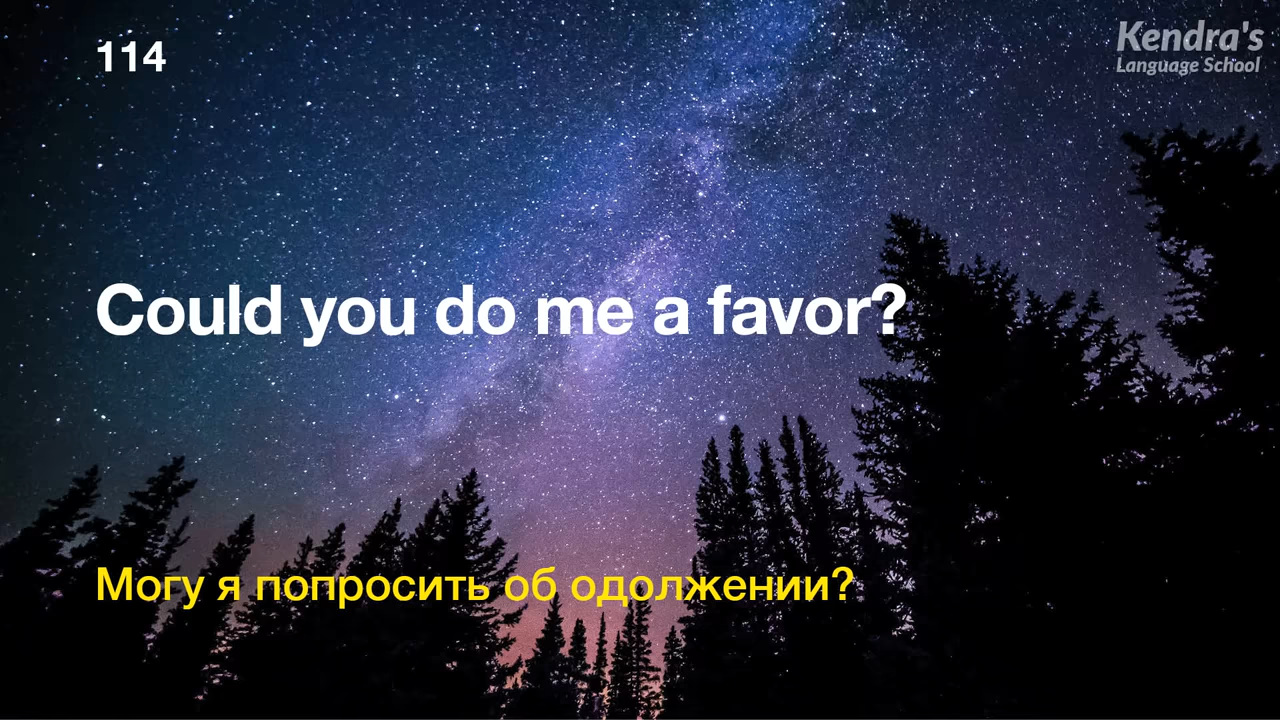 114
Kendra's
Language School
Could you do me a favor?
Могу я попросить об одолжении?